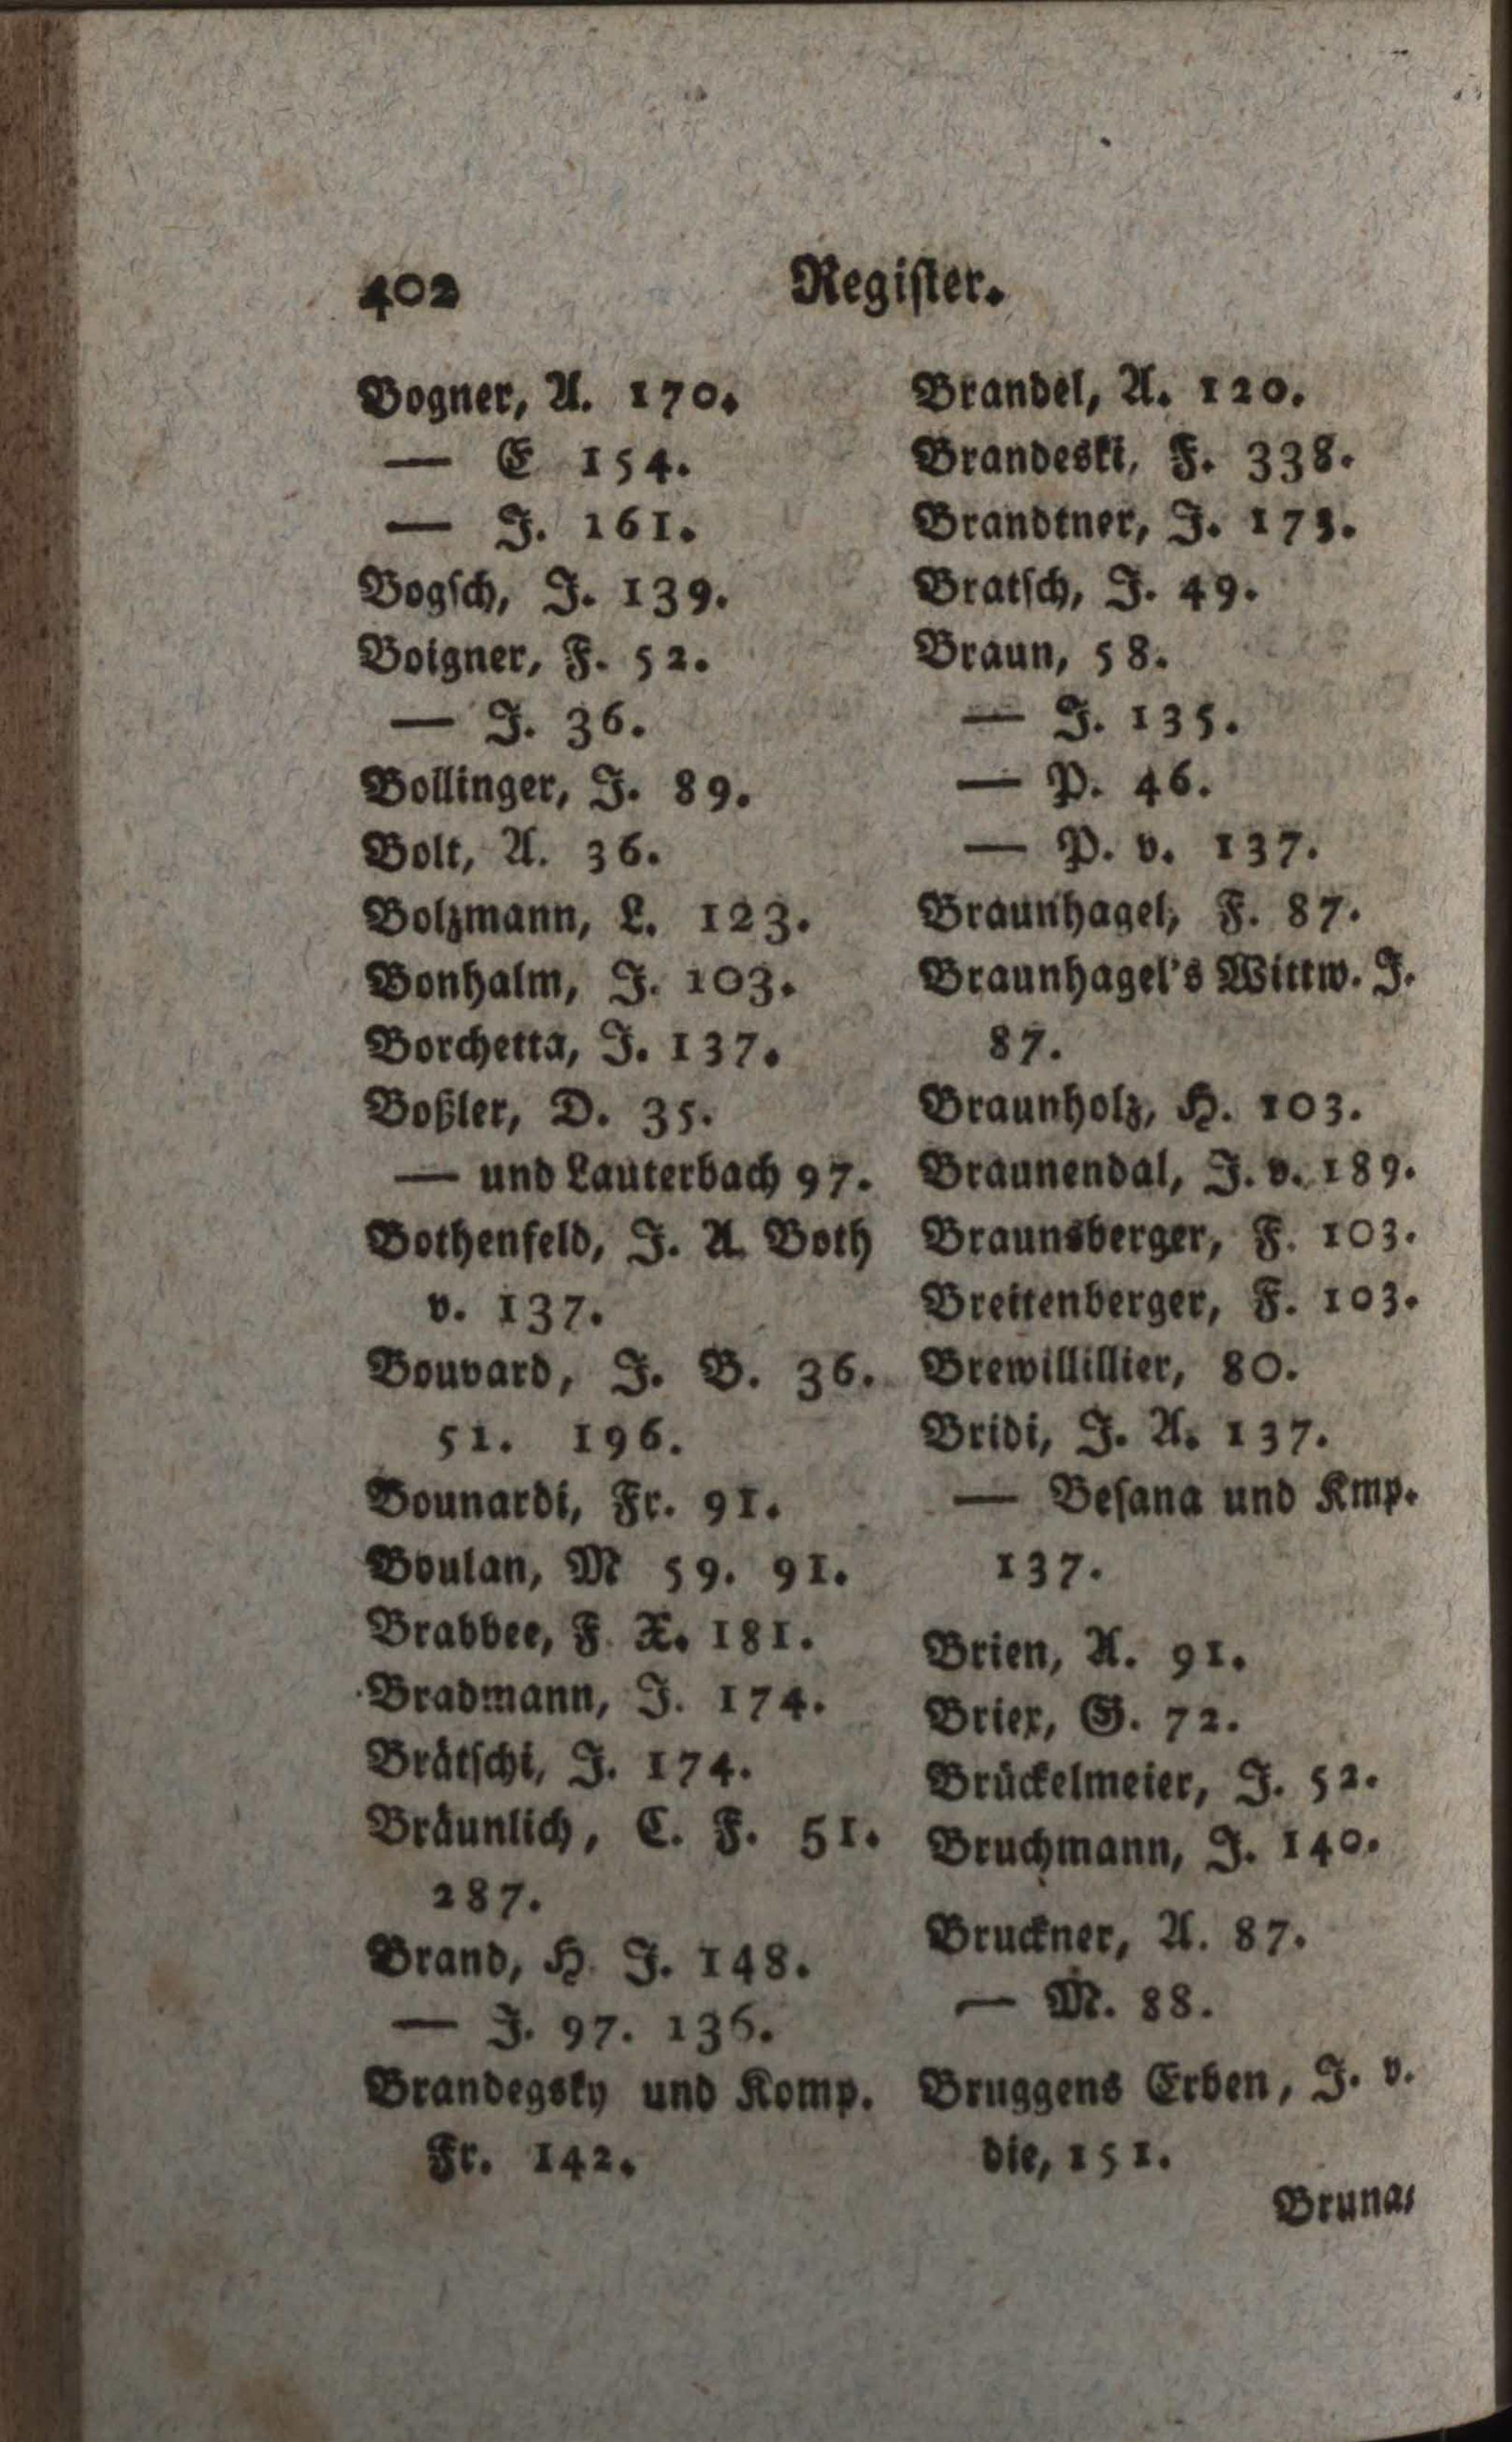 402
Register.
Bogner, A. 170.
— E 154.
— J. 161.
Bogsch, J. 139.
Boigner, F. 52.
— J. 36.
Bollinger, J. 89.
Bolt, A. 36.
Bolzmann, L. 123.
Bonhalm, J. 103.
Borchetta, J. 137.
Boßler, D. 35.
— und Lauterbach 97.
Bothenfeld, J. A. Both
v. 137.
Bouvard, J. B. 36.
51. 196.
Bounardi, Fr. 91.
Boulan, M 59. 91.
Brabbee, F. X. 181.
Bradmann, J. 174.
Brätschi, J. 174.
Bräunlich, C. F. 51.
287.
Brand, H. J. 148.
— J. 97. 136.
Brandegsky und Komp.
Fr. 142.
Brandel, A. 120.
Brandeski, F. 338.
Brandtner, J. 173.
Bratsch, J. 49.
Braun, 58.
— J. 135.
— P. 46.
— P. v. 137.
Braunhagel, F. 87.
Braunhagel's Wittw. J.
87.
Braunholz, H. 103.
Braunendal, J. v. 189.
Braunsberger, F. 103.
Breitenberger, F. 103.
Brewillillier, 80.
Bridi, J. A. 137.
— Besana und Kmp.
137.
Brien, A. 91.
Briex, G. 72.
Brückelmeier, J. 52.
Bruchmann, J. 140.
Bruckner, A. 87.
— M. 88.
Bruggens Erben, J. v.
die, 151.
Bruna-